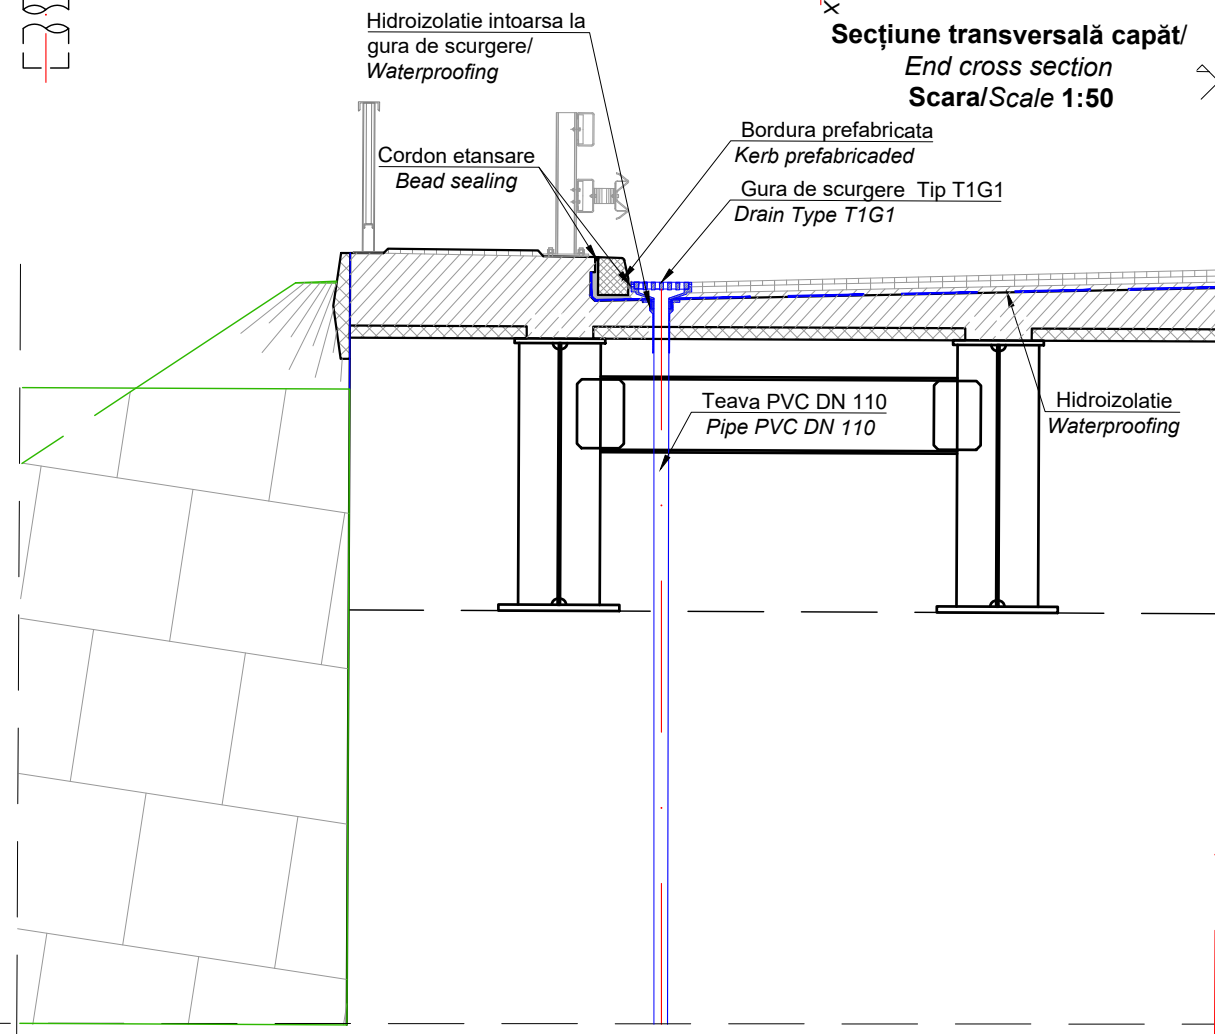 Hidroizolatie intoarsa la
gura de scurgere/
Waterproofing
x
Secțiune transversală capăt/
End cross section
Scara/Scale 1:50
Bordura prefabricata
Kerb prefabricaded
Cordon etansare
Bead sealing
Gura de scurgere Tip T1G1
Drain Type T1G1
Teava PVC DN 110
Pipe PVC DN 110
Hidroizolatie
Waterproofing